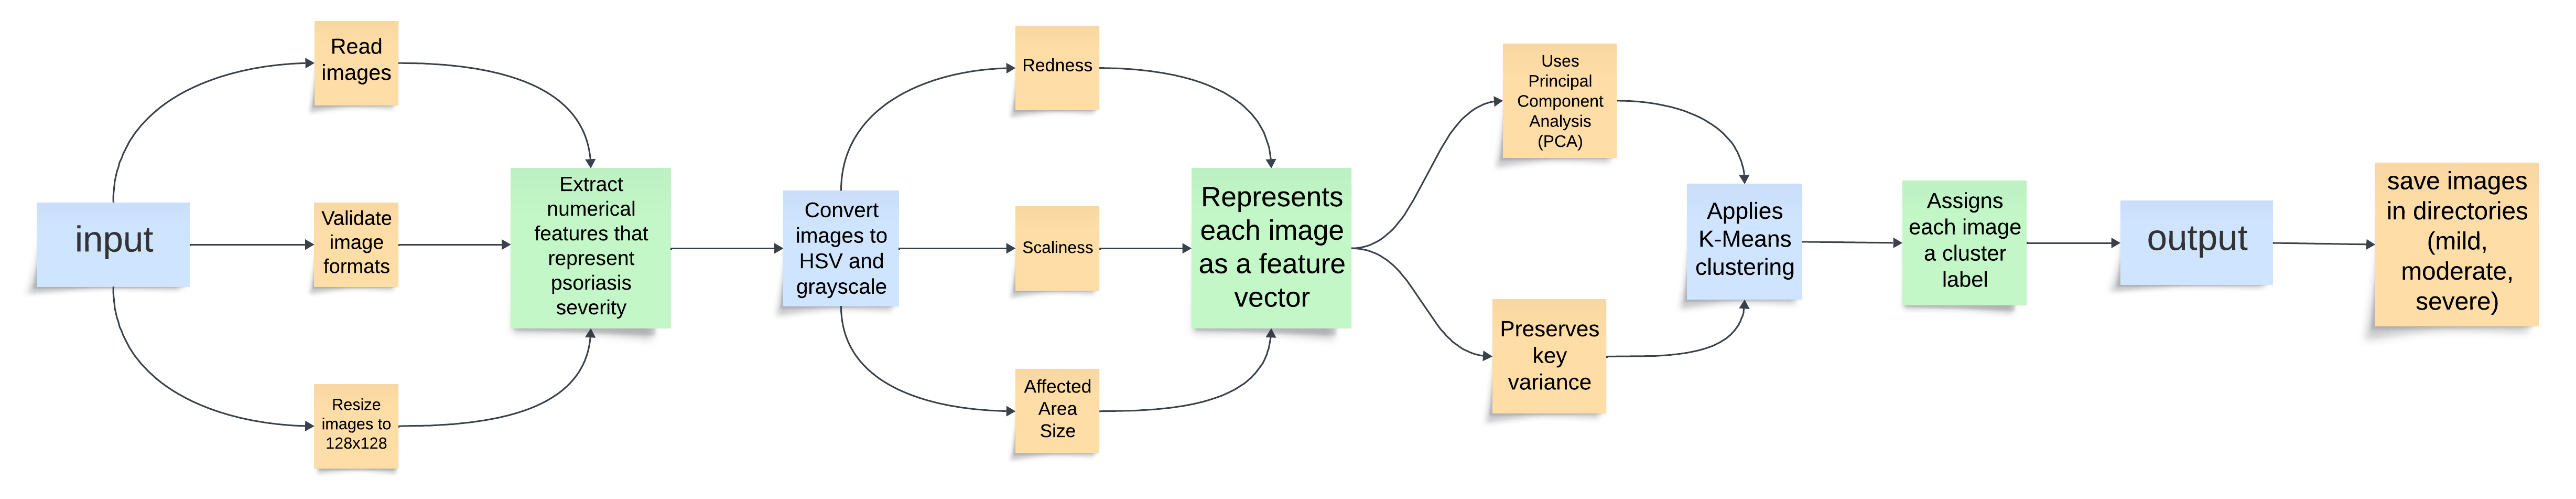 input
Read
images
Validate
image
formats
Resize
images to
128x128
Extract
numerical
features that
represent
psoriasis
severity
Convert
images to
HSV and
grayscale
Redness
Scaliness
Affected
Area
Size
Represents
each image
as a feature
vector
Uses
Principal
Component
Analysis
(PCA)
Preserves
key
variance
Applies
K-Means
clustering
Assigns
each image
a cluster
label
output
save images
in directories
(mild,
moderate,
severe)